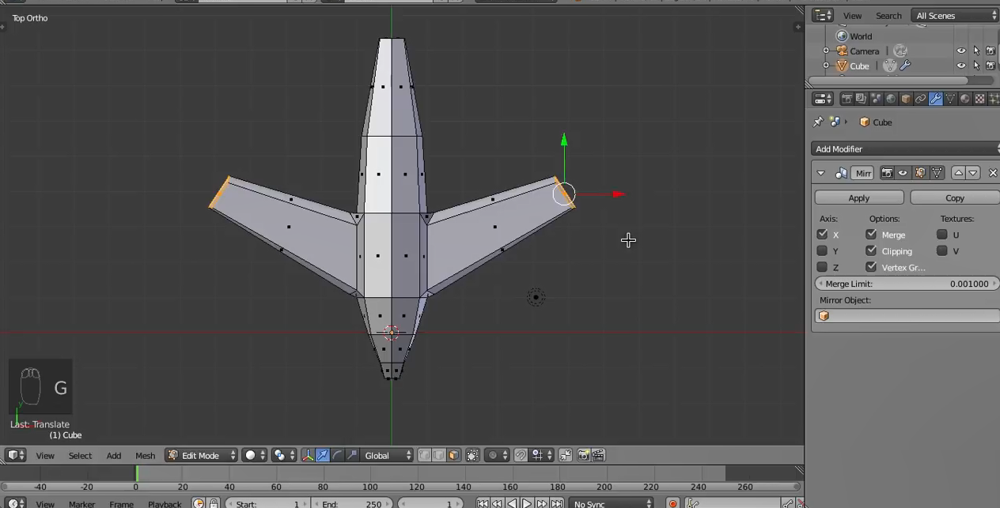 Top Ortho
View Search All Scenes
World
Camera
Cube
Cube
Add Modifier
Mirr
Apply Copy
Axis: Options: Textures:
X Merge U
Y Clipping V
Z Vertex Gr...
Merge Limit: 0.001000
Mirror Object:
G
y
Last: Translate
(1) Cube
View Select Add Mesh Edit Mode Global
-40 -20 0 20 40 60 80 100 120 140 160 180 200 220 240 260
View Marker Frame Playback Start: 1 End: 250 1 No Sync